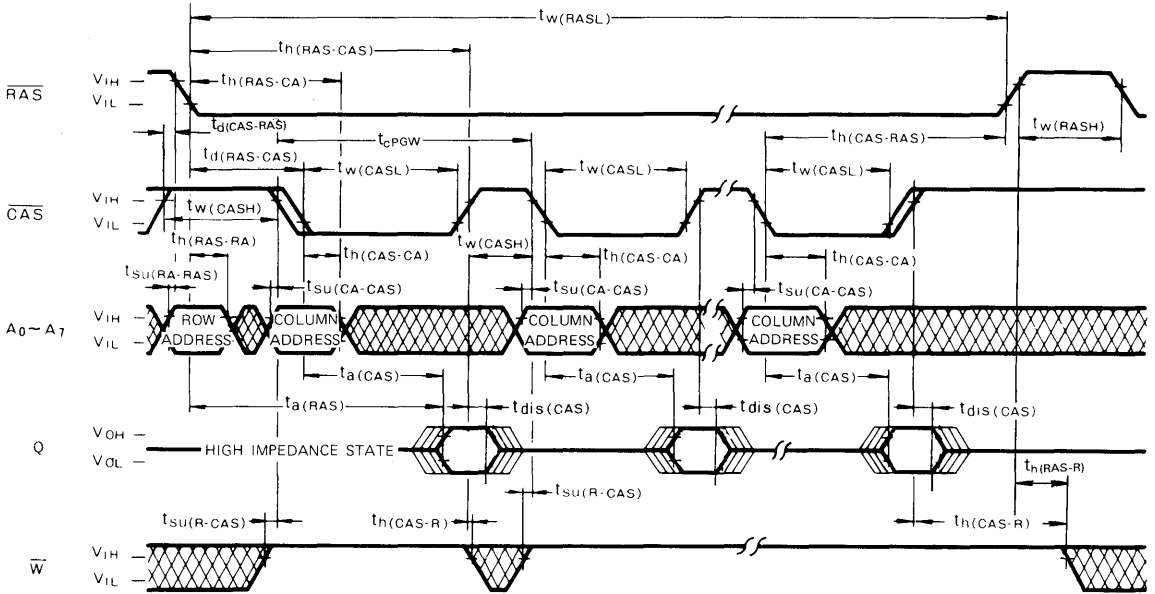 tw(RASL)
th(RAS-CAS)
RAS
VIH
VIL
th(RAS-CA)
td(CAS-RAS)
tcPGW
th(CAS-RAS)
tw(RASH)
td(RAS-CAS)
tw(CASL)
tw(CASL)
tw(CASL)
CAS
VIH
VIL
tw(CASH)
th(RAS-RA)
tw(CASH)
th(CAS-CA)
th(CAS-CA)
th(CAS-CA)
tsu(RA-RAS)
tsu(CA-CAS)
tsu(CA-CAS)
tsu(CA-CAS)
A0~A7
VIH
VIL
ROW ADDRESS
COLUMN ADDRESS
COLUMN ADDRESS
COLUMN ADDRESS
ta(CAS)
ta(CAS)
ta(CAS)
ta(RAS)
tdis(CAS)
tdis(CAS)
tdis(CAS)
Q
VOH
VOL
HIGH IMPEDANCE STATE
th(RAS-R)
tsu(R-CAS)
tsu(R-CAS)
th(CAS-R)
th(CAS-R)
W
VIH
VIL